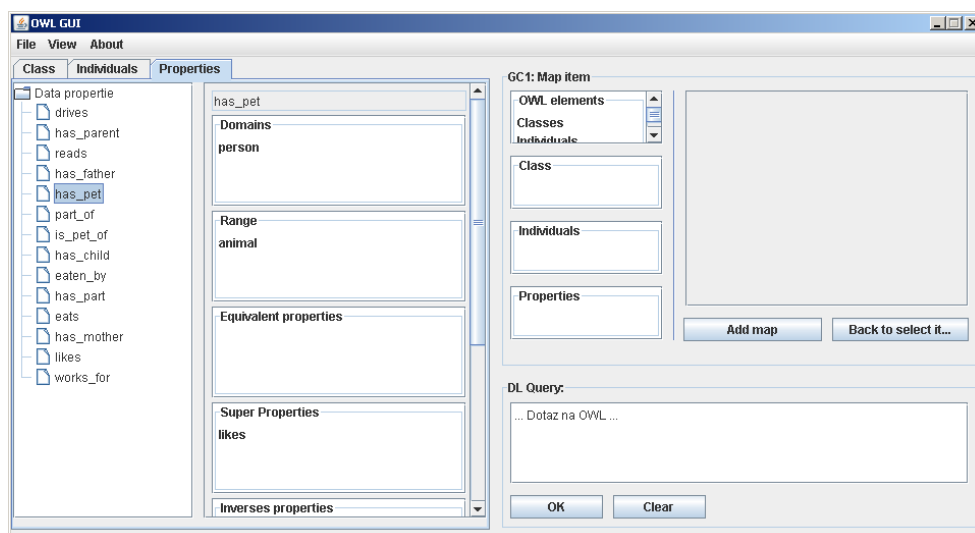 OWL GUI
File View About
Class Individuals Properties
Data propertie
drives
has_parent
reads
has_father
has_pet
part_of
is_pet_of
has_child
eaten_by
has_part
eats
has_mother
likes
works_for
has_pet
Domains
person
Range
animal
Equivalent properties
Super Properties
likes
Inverses properties
GC1: Map item
OWL elements
Classes
Individuals
Class
Individuals
Properties
Add map
Back to select it...
DL Query:
... Dotaz na OWL ...
OK
Clear